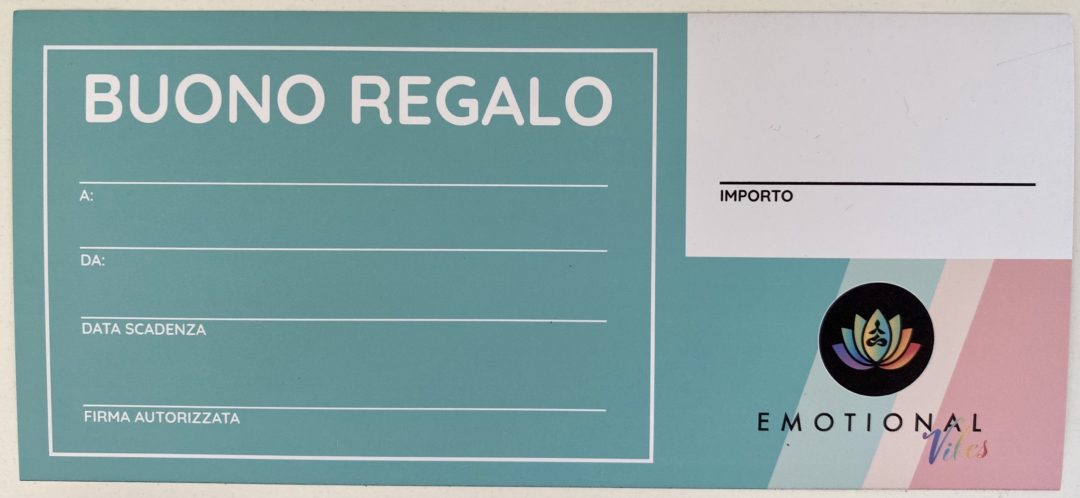 BUONO REGALO
A:
DA:
DATA SCADENZA
FIRMA AUTORIZZATA
IMPORTO
EMOTIONAL
Vibes